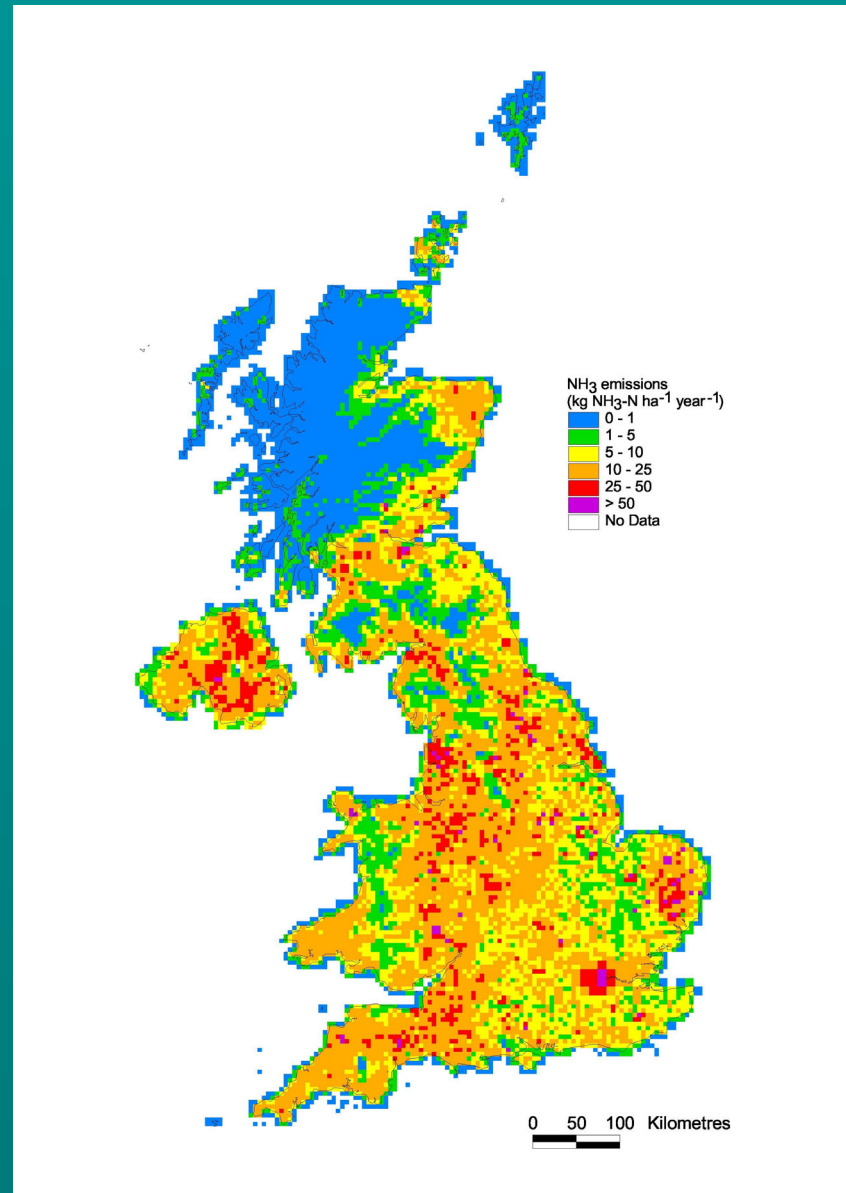 NH₃ emissions
(kg NH₃-N ha⁻¹ year⁻¹)
0 - 1
1 - 5
5 - 10
10 - 25
25 - 50
> 50
No Data
0 50 100 Kilometres